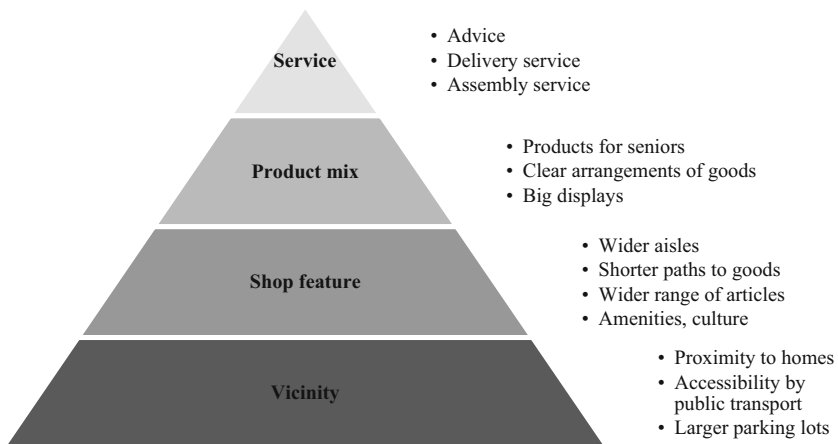 Service
• Advice
• Delivery service
• Assembly service
Product mix
• Products for seniors
• Clear arrangements of goods
• Big displays
Shop feature
• Wider aisles
• Shorter paths to goods
• Wider range of articles
• Amenities, culture
Vicinity
• Proximity to homes
• Accessibility by
public transport
• Larger parking lots